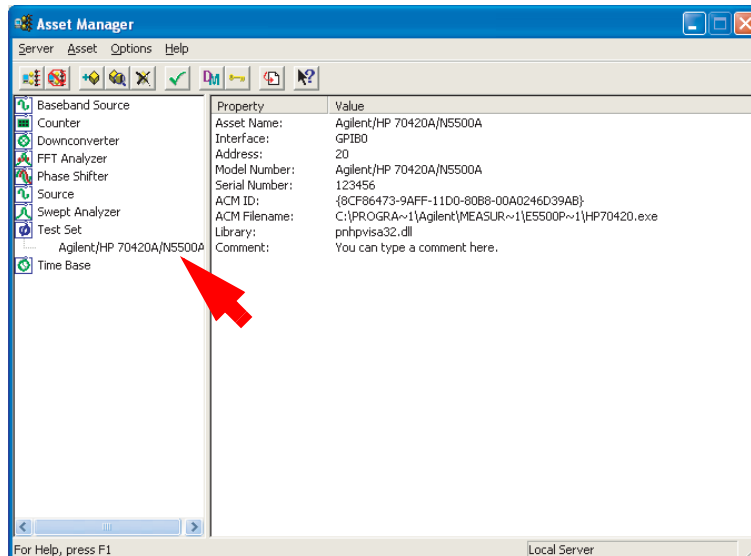 Asset Manager
Server Asset Options Help
Baseband Source
Counter
Downconverter
FFT Analyzer
Phase Shifter
Source
Swept Analyzer
Test Set
Agilent/HP 70420A/N5500A
Time Base
Property Value
Asset Name: Agilent/HP 70420A/N5500A
Interface: GPIB0
Address: 20
Model Number: Agilent/HP 70420A/N5500A
Serial Number: 123456
ACM ID: {8CF86473-9AFF-11D0-80B8-00A0246D39AB}
ACM Filename: C:\PROGRA~1\Agilent\MEASUR~1\E5500P~1\HP70420.exe
Library: pnhpvisa32.dll
Comment: You can type a comment here.
For Help, press F1 Local Server